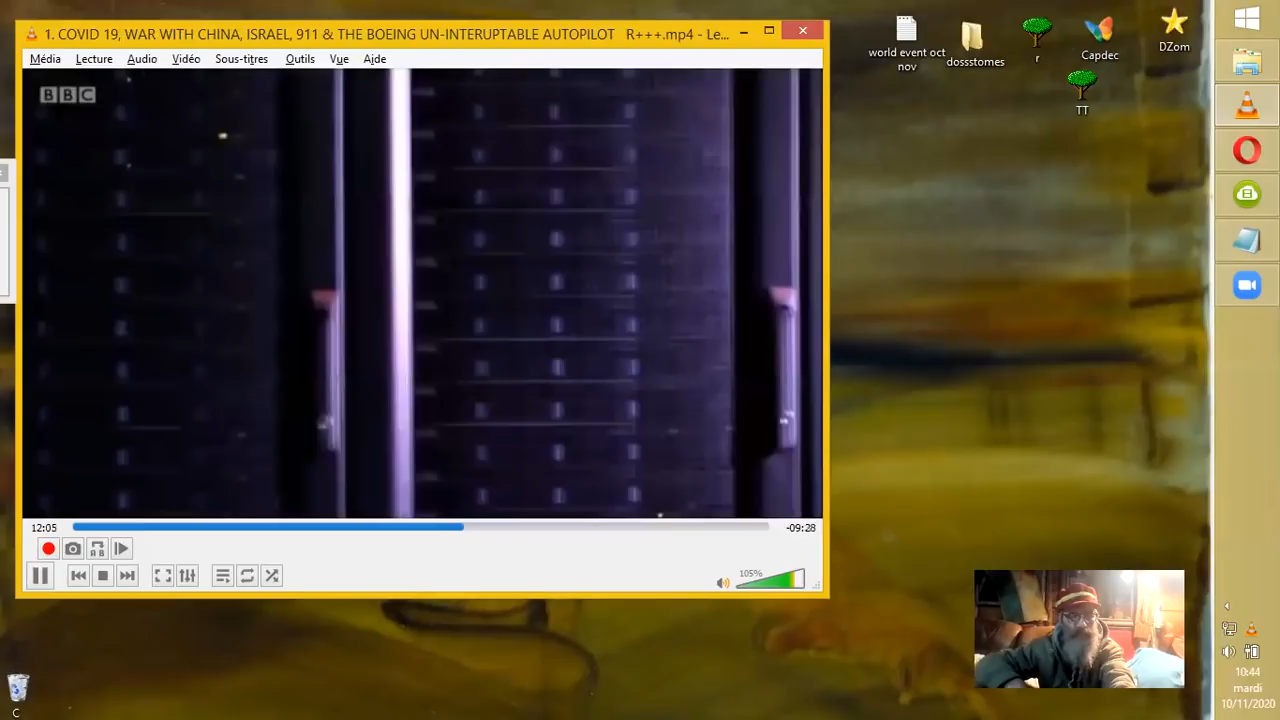 1. COVID 19, WAR WITH CHINA, ISRAEL, 911 & THE BOEING UN-INTERUPTABLE AUTOPILOT R+++.mp4 - Le...
Média Lecture Audio Vidéo Sous-titres Outils Vue Aide
BBC
12:05
-09:28
105%
world event oct
nov
dossstomes
r
Capdec
DZom
TT
C
10:44
mardi
10/11/2020